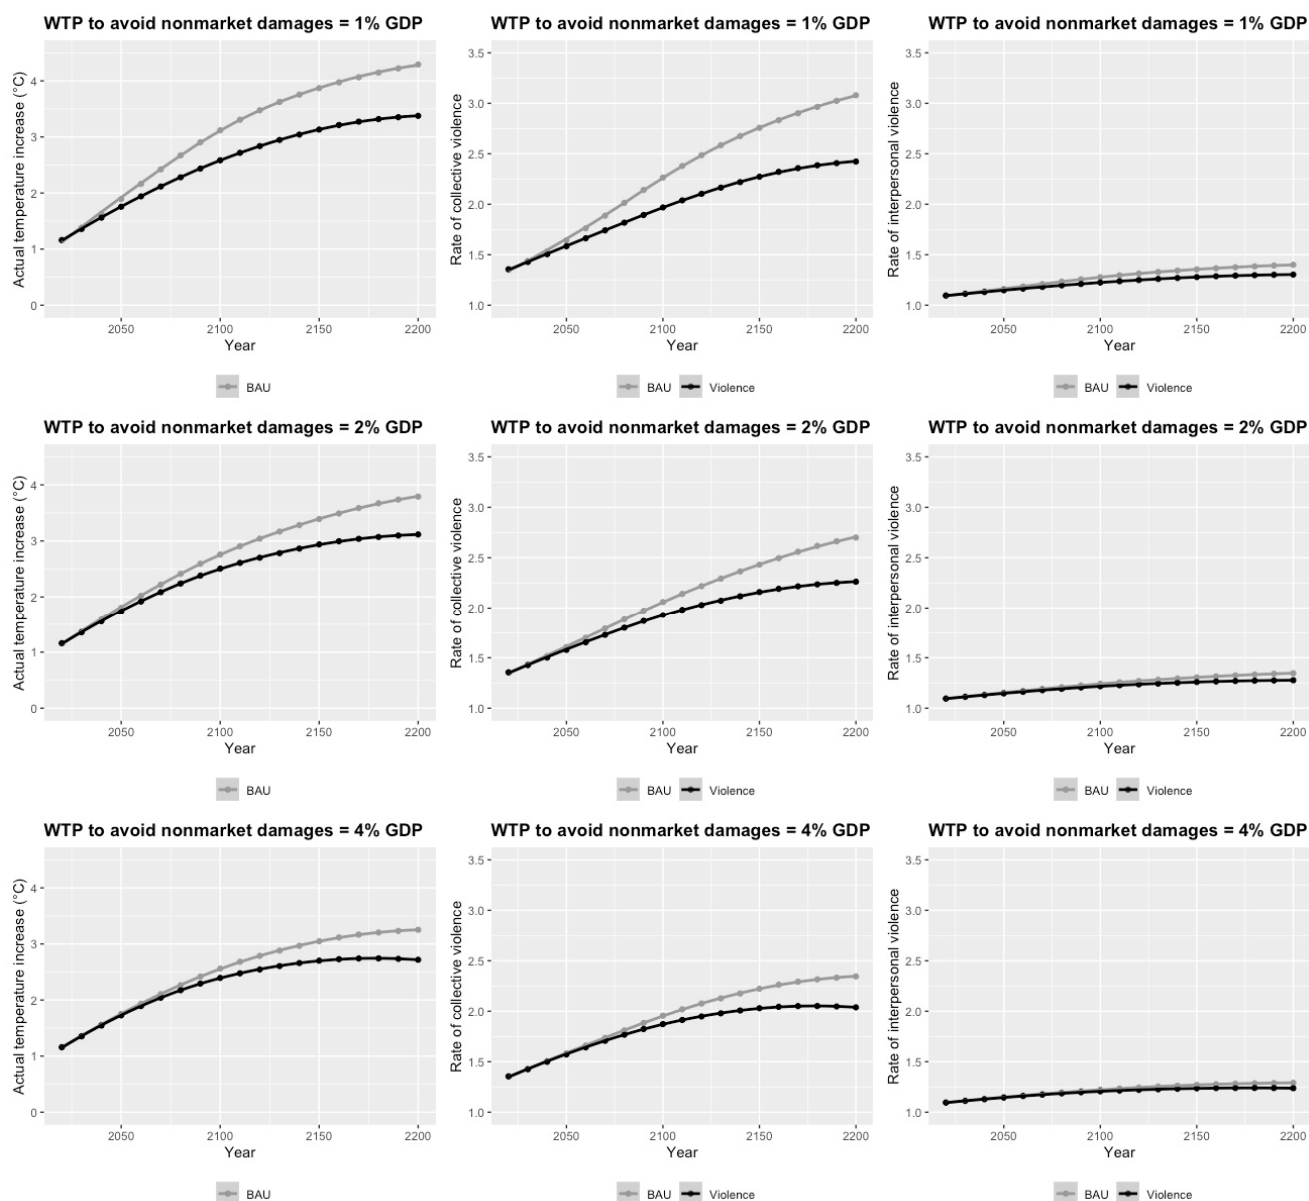 WTP to avoid nonmarket damages = 1% GDP
Actual temperature increase (°C)
4
3
2
1
0
2050 2100 2150 2200
Year
BAU
WTP to avoid nonmarket damages = 1% GDP
Rate of collective violence
3.5
3.0
2.5
2.0
1.5
1.0
2050 2100 2150 2200
Year
BAU Violence
WTP to avoid nonmarket damages = 1% GDP
Rate of interpersonal violence
3.5
3.0
2.5
2.0
1.5
1.0
2050 2100 2150 2200
Year
BAU Violence
WTP to avoid nonmarket damages = 2% GDP
Actual temperature increase (°C)
4
3
2
1
0
2050 2100 2150 2200
Year
BAU
WTP to avoid nonmarket damages = 2% GDP
Rate of collective violence
3.5
3.0
2.5
2.0
1.5
1.0
2050 2100 2150 2200
Year
BAU Violence
WTP to avoid nonmarket damages = 2% GDP
Rate of interpersonal violence
3.5
3.0
2.5
2.0
1.5
1.0
2050 2100 2150 2200
Year
BAU Violence
WTP to avoid nonmarket damages = 4% GDP
Actual temperature increase (°C)
4
3
2
1
0
2050 2100 2150 2200
Year
BAU
WTP to avoid nonmarket damages = 4% GDP
Rate of collective violence
3.5
3.0
2.5
2.0
1.5
1.0
2050 2100 2150 2200
Year
BAU Violence
WTP to avoid nonmarket damages = 4% GDP
Rate of interpersonal violence
3.5
3.0
2.5
2.0
1.5
1.0
2050 2100 2150 2200
Year
BAU Violence